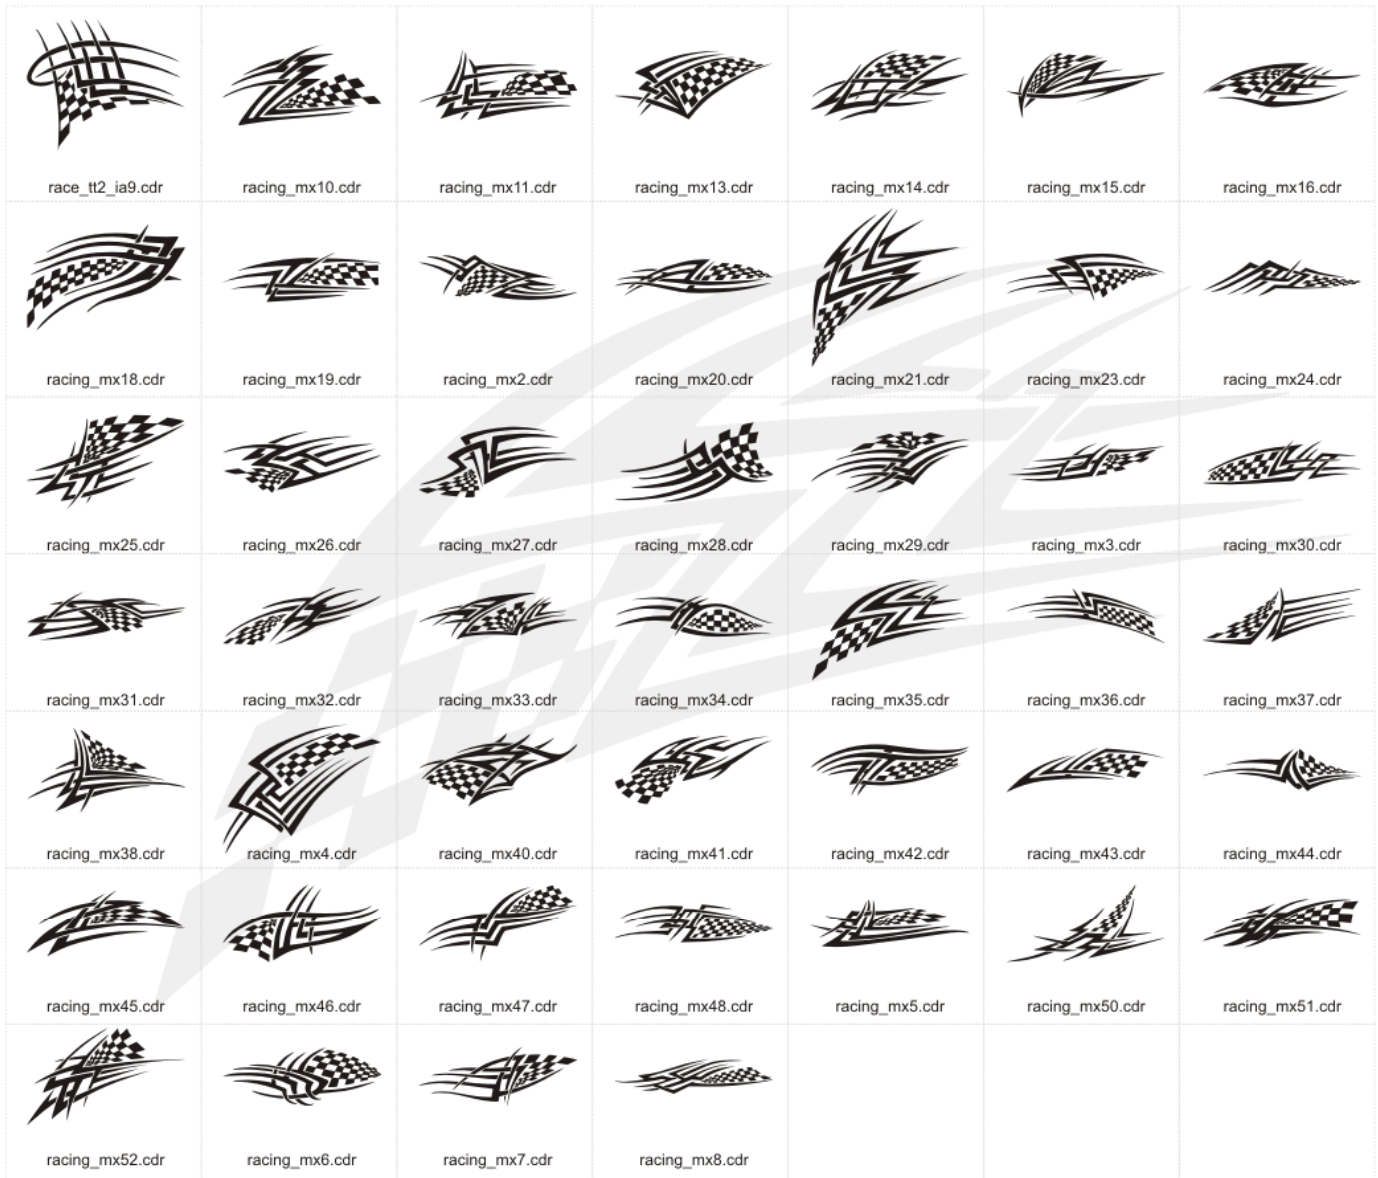 race_tt2_ia9.cdr racing_mx10.cdr racing_mx11.cdr racing_mx13.cdr racing_mx14.cdr racing_mx15.cdr racing_mx16.cdr
racing_mx18.cdr racing_mx19.cdr racing_mx2.cdr racing_mx20.cdr racing_mx21.cdr racing_mx23.cdr racing_mx24.cdr
racing_mx25.cdr racing_mx26.cdr racing_mx27.cdr racing_mx28.cdr racing_mx29.cdr racing_mx3.cdr racing_mx30.cdr
racing_mx31.cdr racing_mx32.cdr racing_mx33.cdr racing_mx34.cdr racing_mx35.cdr racing_mx36.cdr racing_mx37.cdr
racing_mx38.cdr racing_mx4.cdr racing_mx40.cdr racing_mx41.cdr racing_mx42.cdr racing_mx43.cdr racing_mx44.cdr
racing_mx45.cdr racing_mx46.cdr racing_mx47.cdr racing_mx48.cdr racing_mx5.cdr racing_mx50.cdr racing_mx51.cdr
racing_mx52.cdr racing_mx6.cdr racing_mx7.cdr racing_mx8.cdr